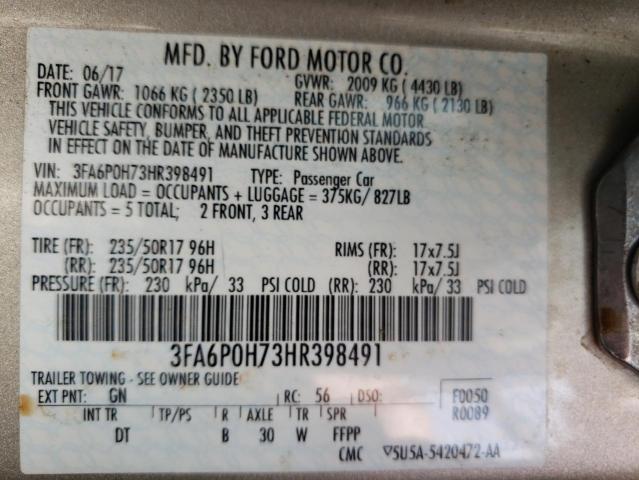 MFD. BY FORD MOTOR CO.
DATE: 06/17 GVWR: 2009 KG ( 4430 LB)
FRONT GAWR: 1066 KG ( 2350 LB) REAR GAWR: 966 KG ( 2130 LB)
THIS VEHICLE CONFORMS TO ALL APPLICABLE FEDERAL MOTOR
VEHICLE SAFETY, BUMPER, AND THEFT PREVENTION STANDARDS
IN EFFECT ON THE DATE OF MANUFACTURE SHOWN ABOVE.
VIN: 3FA6P0H73HR398491 TYPE: Passenger Car
MAXIMUM LOAD = OCCUPANTS + LUGGAGE = 375KG/ 827LB
OCCUPANTS = 5 TOTAL; 2 FRONT, 3 REAR
TIRE (FR): 235/50R17 96H RIMS (FR): 17x7.5J
(RR): 235/50R17 96H (RR): 17x7.5J
PRESSURE (FR): 230 kPa/ 33 PSI COLD (RR): 230 kPa/ 33 PSI COLD
3FA6P0H73HR398491
TRAILER TOWING - SEE OWNER GUIDE
EXT PNT: GN RC: 56 DSO: F0050
INT TR TP/PS R AXLE TR SPR R0089
DT B 30 W FFPP
CMC ▽5U5A-5420472-AA